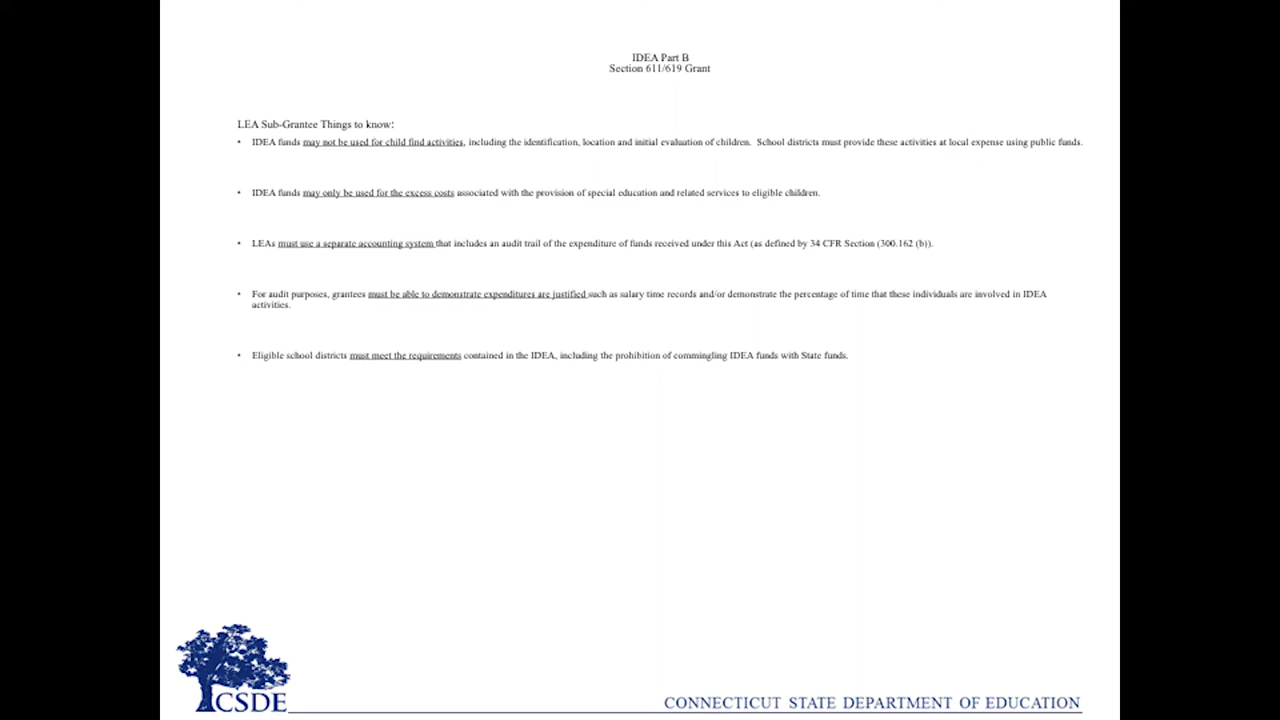 IDEA Part B
Section 611/619 Grant
LEA Sub-Grantee Things to know:
• IDEA funds may not be used for child find activities, including the identification, location and initial evaluation of children.  School districts must provide these activities at local expense using public funds.
• IDEA funds may only be used for the excess costs associated with the provision of special education and related services to eligible children.
• LEAs must use a separate accounting system that includes an audit trail of the expenditure of funds received under this Act (as defined by 34 CFR Section (300.162 (b)).
• For audit purposes, grantees must be able to demonstrate expenditures are justified such as salary time records and/or demonstrate the percentage of time that these individuals are involved in IDEA
activities.
• Eligible school districts must meet the requirements contained in the IDEA, including the prohibition of commingling IDEA funds with State funds.
CSDE
CONNECTICUT STATE DEPARTMENT OF EDUCATION